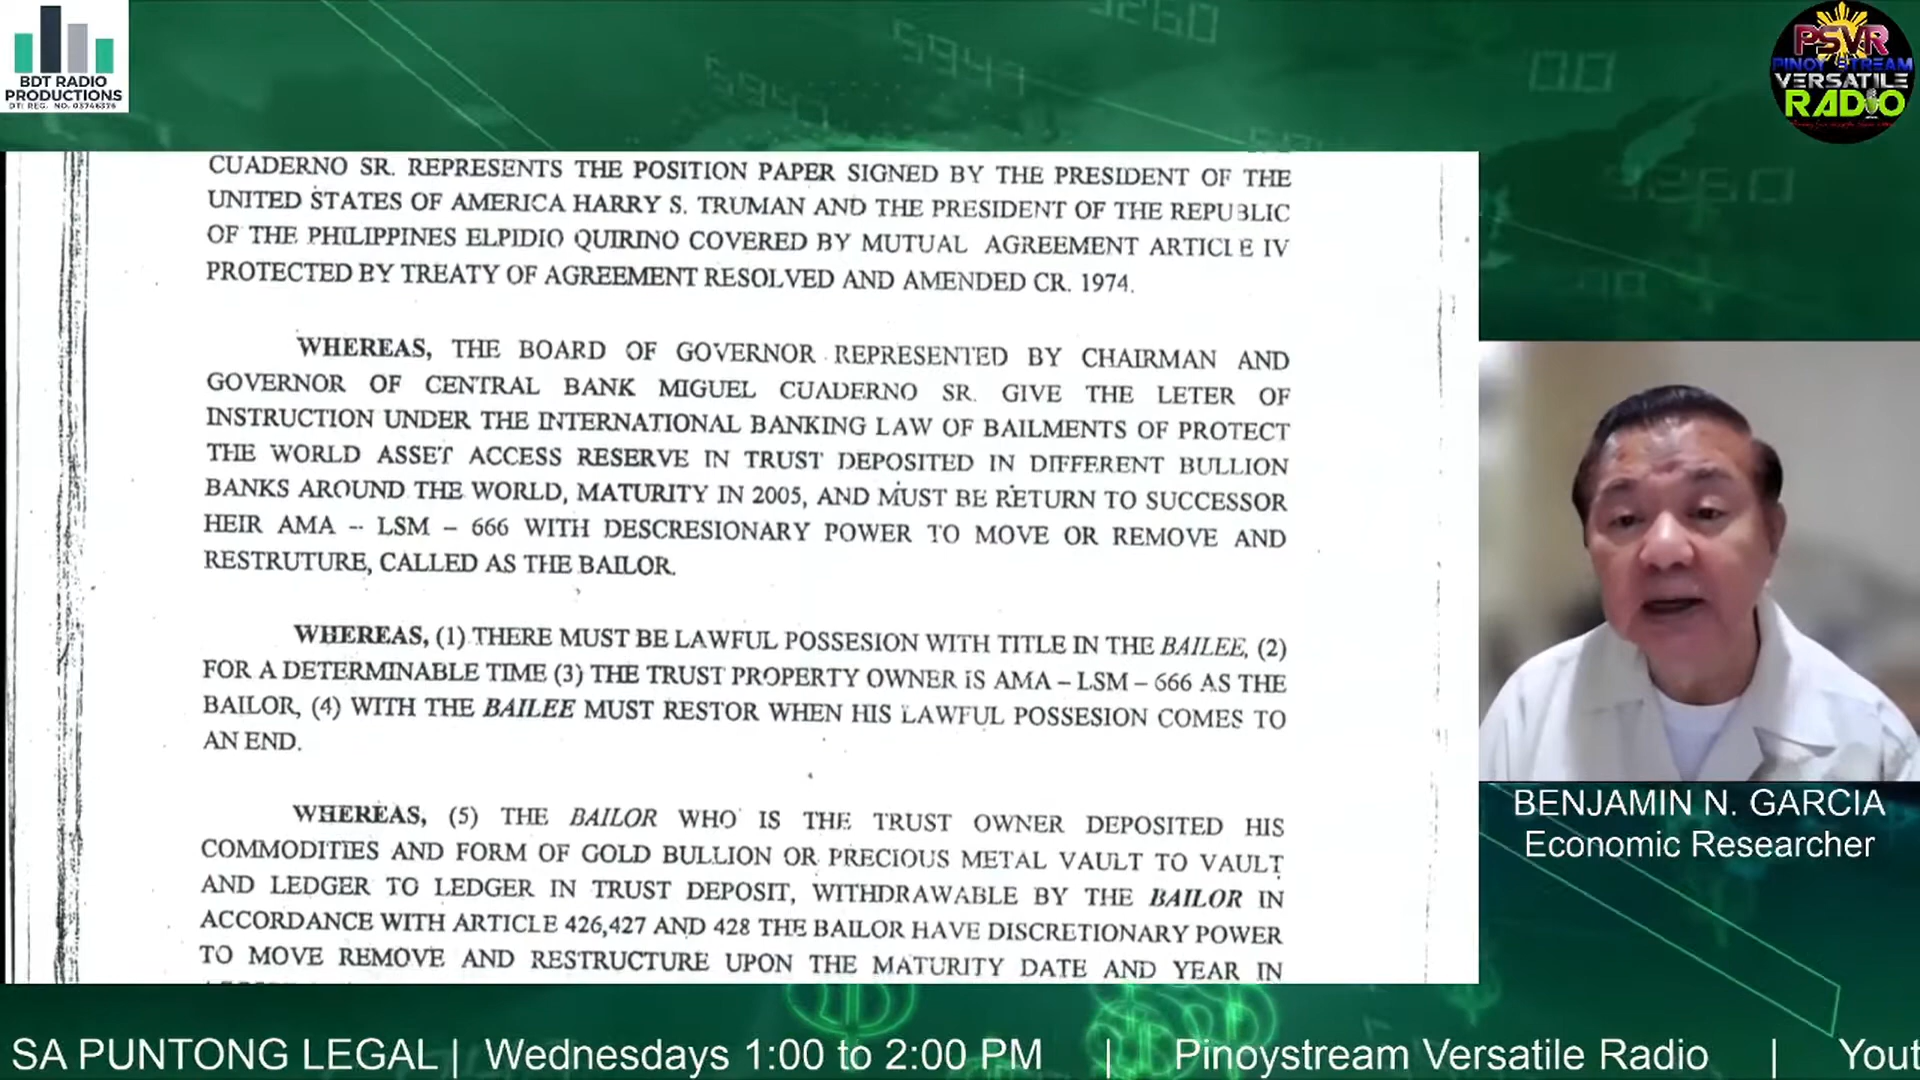 BDT RADIO
PRODUCTIONS
DTI REG. NO. 03746376
PSVR
PINOY STREAM
VERSATILE
RADIO
CUADERNO SR. REPRESENTS THE POSITION PAPER SIGNED BY THE PRESIDENT OF THE
UNITED STATES OF AMERICA HARRY S. TRUMAN AND THE PRESIDENT OF THE REPUBLIC
OF THE PHILIPPINES ELPIDIO QUIRINO COVERED BY MUTUAL AGREEMENT ARTICLE IV
PROTECTED BY TREATY OF AGREEMENT RESOLVED AND AMENDED CR. 1974.
WHEREAS, THE BOARD OF GOVERNOR REPRESENTED BY CHAIRMAN AND
GOVERNOR OF CENTRAL BANK MIGUEL CUADERNO SR. GIVE THE LETER OF
INSTRUCTION UNDER THE INTERNATIONAL BANKING LAW OF BAILMENTS OF PROTECT
THE WORLD ASSET ACCESS RESERVE IN TRUST DEPOSITED IN DIFFERENT BULLION
BANKS AROUND THE WORLD, MATURITY IN 2005, AND MUST BE RETURN TO SUCCESSOR
HEIR AMA – LSM – 666 WITH DESCRESIONARY POWER TO MOVE OR REMOVE AND
RESTRUTURE, CALLED AS THE BAILOR.
WHEREAS, (1) THERE MUST BE LAWFUL POSSESION WITH TITLE IN THE BAILEE, (2)
FOR A DETERMINABLE TIME (3) THE TRUST PROPERTY OWNER IS AMA – LSM – 666 AS THE
BAILOR, (4) WITH THE BAILEE MUST RESTOR WHEN HIS LAWFUL POSSESION COMES TO
AN END.
WHEREAS, (5) THE BAILOR WHO IS THE TRUST OWNER DEPOSITED HIS
COMMODITIES AND FORM OF GOLD BULLION OR PRECIOUS METAL VAULT TO VAULT
AND LEDGER TO LEDGER IN TRUST DEPOSIT, WITHDRAWABLE BY THE BAILOR IN
ACCORDANCE WITH ARTICLE 426,427 AND 428 THE BAILOR HAVE DISCRETIONARY POWER
TO MOVE REMOVE AND RESTRUCTURE UPON THE MATURITY DATE AND YEAR IN
BENJAMIN N. GARCIA
Economic Researcher
SA PUNTONG LEGAL | Wednesdays 1:00 to 2:00 PM | Pinoystream Versatile Radio | Yout